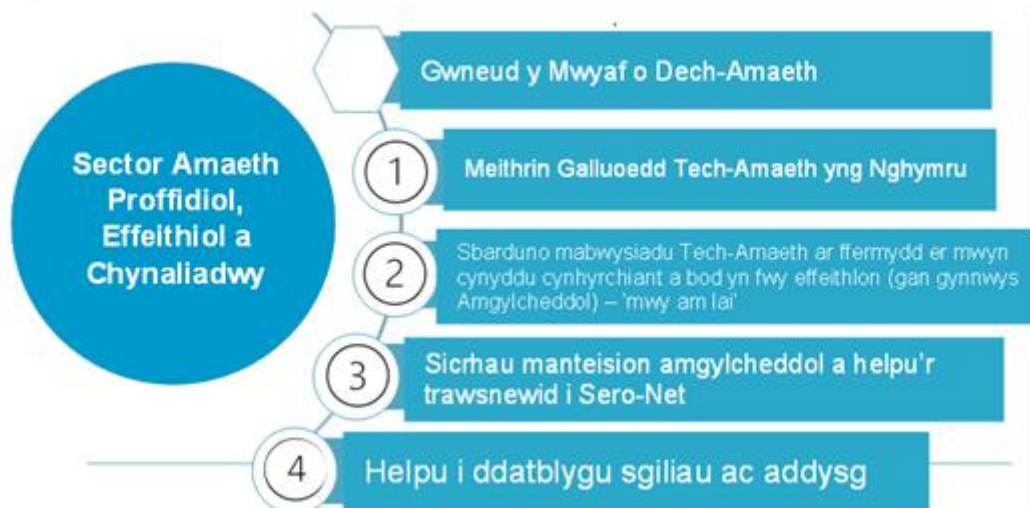 Sector Amaeth
Proffidiol,
Effeithiol a
Chynaliadwy
Gwneud y Mwyaf o Dech-Amaeth
1
Meithrin Galluoedd Tech-Amaeth yng Nghymru
2
Sbarduno mabwysiadu Tech-Amaeth ar ffermydd er mwyn
cynyddu cynhyrchiant a bod yn fwy effeithlon (gan gynnwys
Amgylcheddol) – 'mwy am lai'
3
Sicrhau manteision amgylcheddol a helpu'r
trawsnewid i Sero-Net
4
Helpu i ddatblygu sgiliau ac addysg